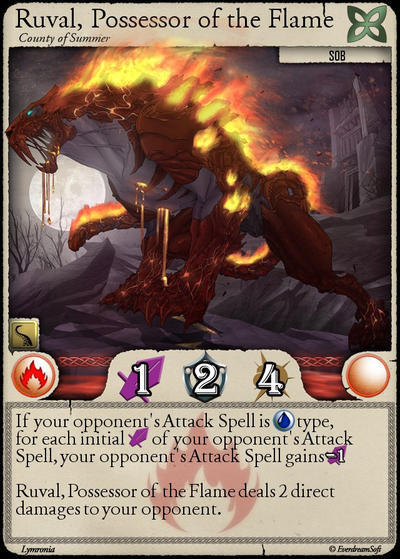 Ruval, Possessor of the Flame
County of Summer
SOB
1 2 4
If your opponent's Attack Spell is type,
for each initial of your opponent's Attack
Spell, your opponent's Attack Spell gains -1
Ruval, Possessor of the Flame deals 2 direct
damages to your opponent.
Lymronia © EverdreamSoft